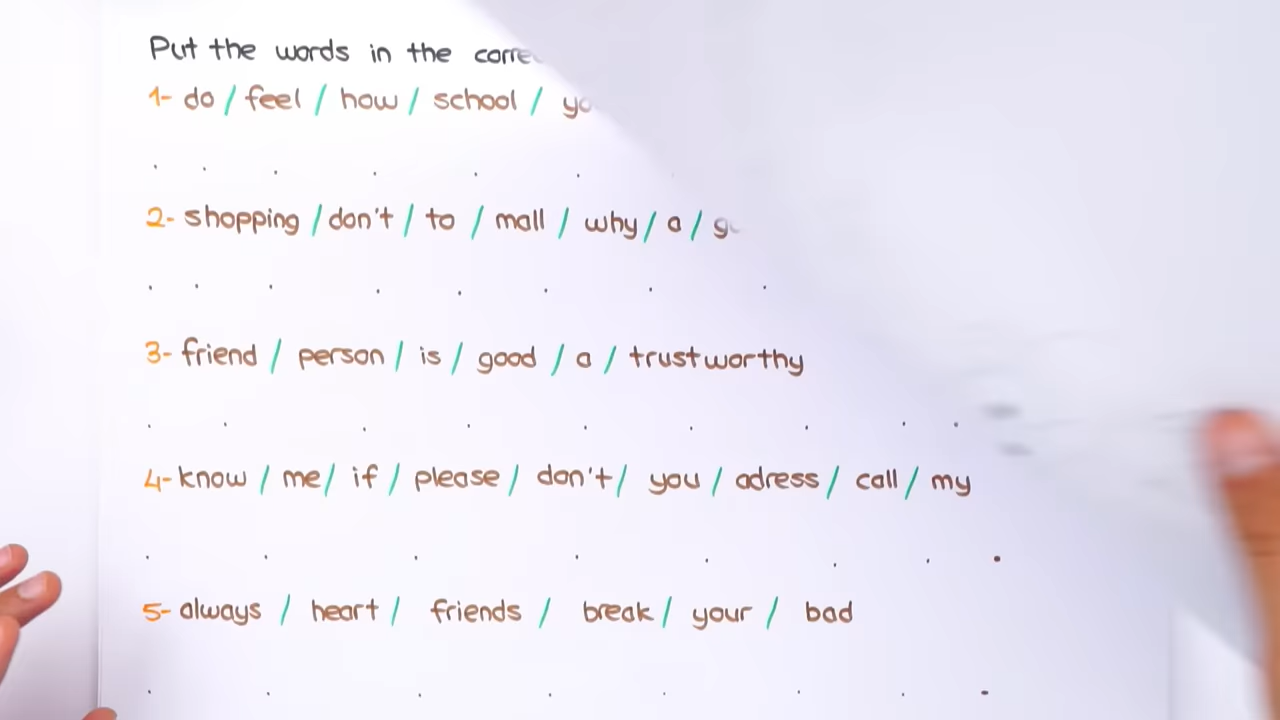 Put the words in the
1- do / feel / how / school /
2- shopping / don't / to / mall / why / a /
3- friend / person / is / good / a / trustworthy
4- know / me / if / please / don't / you / adress / call / my
5- always / heart / friends / break / your / bad